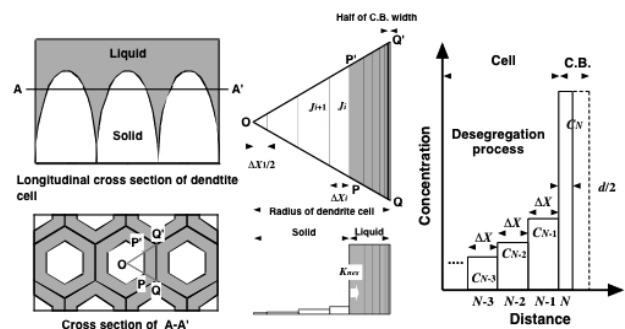 Liquid
A
A'
Solid
Longitudinal cross section of dendtite
cell
P'
Q'
O
P
Q
Cross section of A-A'
Half of C.B. width
Q'
P'
Ji+1
Ji
O
ΔX1/2
P
ΔXi
Q
Radius of dendrite cell
Solid
Liquid
Knes
Cell
C.B.
CN
Desegregation
process
d/2
ΔX
ΔX
ΔX
CN-1
CN-2
CN-3
....
Concentration
N-3
N-2
N-1
N
Distance